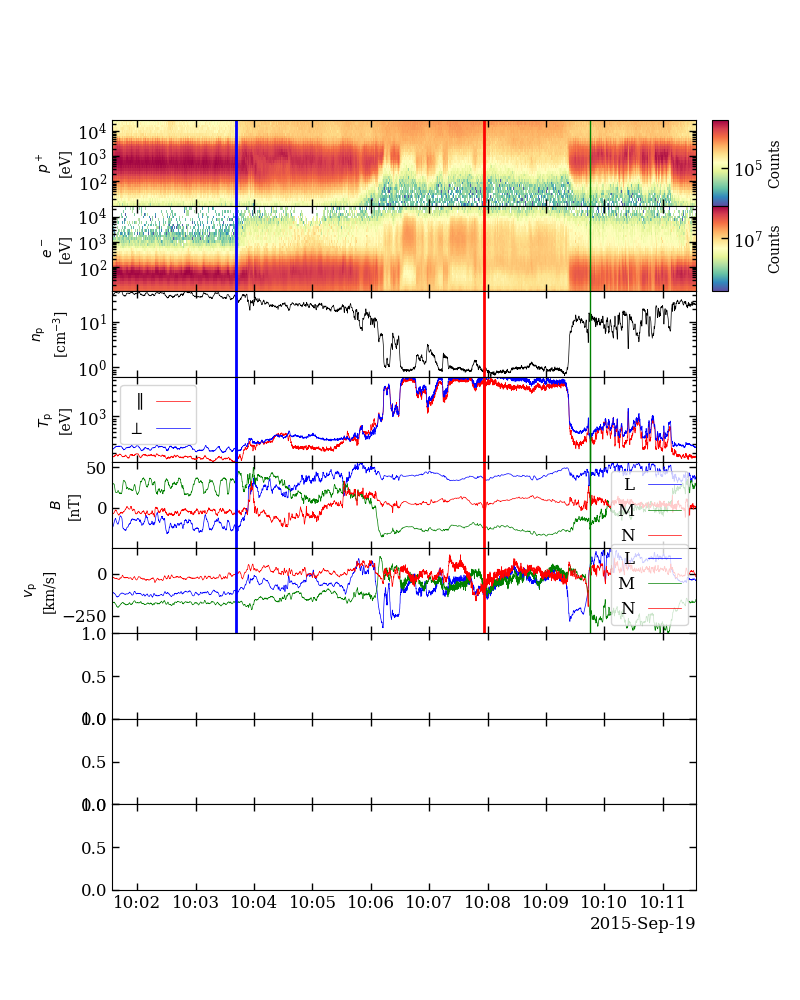 10⁴
10³
10²
p⁺
[eV]
10⁵
Counts
10⁴
10³
10²
e⁻
[eV]
10⁷
Counts
10¹
10⁰
nₚ
[cm⁻³]
10³
Tₚ
[eV]
∥
⊥
50
0
B
[nT]
L
M
N
0
−250
vₚ
[km/s]
L
M
N
1.0
0.5
0.0
1.0
0.5
0.0
1.0
0.5
0.0
10:02 10:03 10:04 10:05 10:06 10:07 10:08 10:09 10:10 10:11
2015-Sep-19